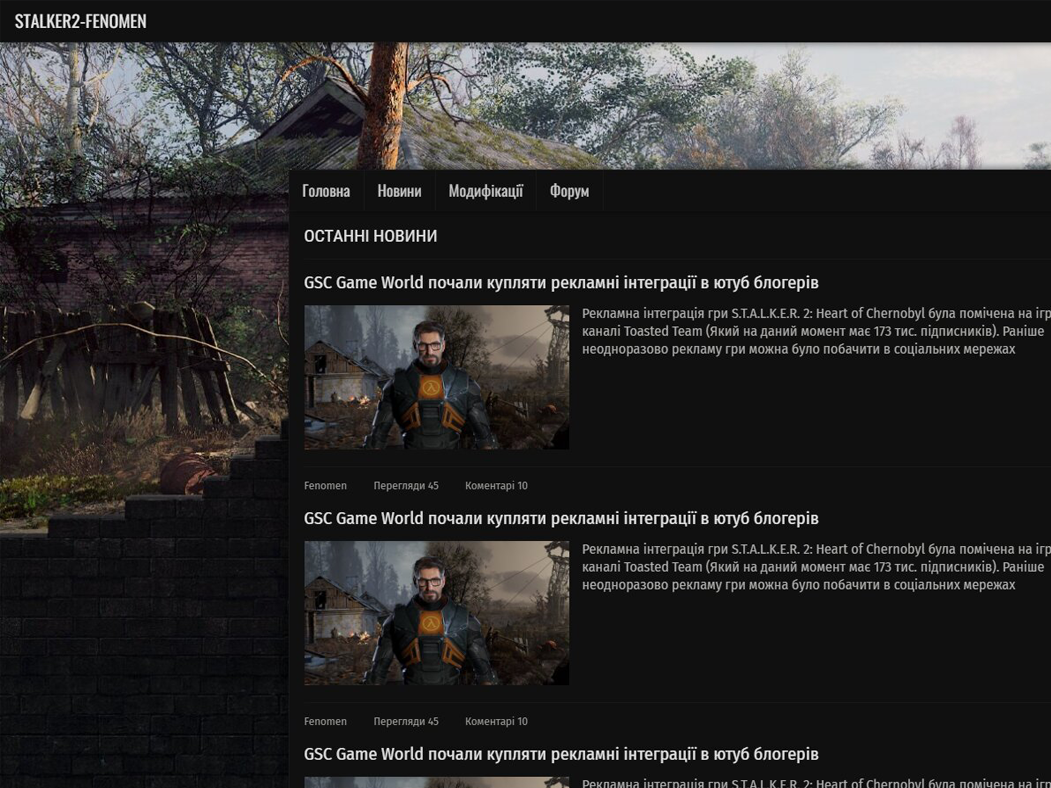 STALKER2-FENOMEN
Головна Новини Модифікації Форум
ОСТАННІ НОВИНИ
GSC Game World почали купляти рекламні інтеграції в ютуб блогерів
Рекламна інтеграція гри S.T.A.L.K.E.R. 2: Heart of Chernobyl була помічена на ігр
каналі Toasted Team (Який на даний момент має 173 тис. підписників). Раніше
неодноразово рекламу гри можна було побачити в соціальних мережах
Fenomen Перегляди 45 Коментарі 10
GSC Game World почали купляти рекламні інтеграції в ютуб блогерів
Рекламна інтеграція гри S.T.A.L.K.E.R. 2: Heart of Chernobyl була помічена на ігр
каналі Toasted Team (Який на даний момент має 173 тис. підписників). Раніше
неодноразово рекламу гри можна було побачити в соціальних мережах
Fenomen Перегляди 45 Коментарі 10
GSC Game World почали купляти рекламні інтеграції в ютуб блогерів
Рекламна інтеграція гри S.T.A.L.K.E.R. 2: Heart of Chernobyl була помічена на ігр